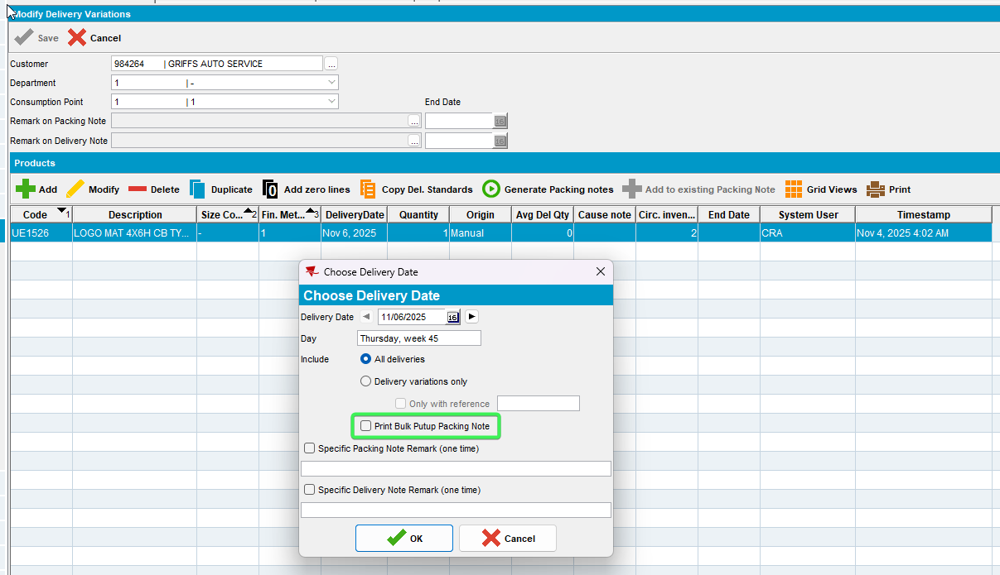 Modify Delivery Variations
Save Cancel
Customer 984264 | GRIFFS AUTO SERVICE ...
Department 1 | -
Consumption Point 1 | 1 End Date
Remark on Packing Note ... 16
Remark on Delivery Note ... 16
Products
Add Modify Delete Duplicate 0 Add zero lines Copy Del. Standards Generate Packing notes Add to existing Packing Note Grid Views Print
Code 1 Description Size Co... 2 Fin. Met... 3 DeliveryDate Quantity Origin Avg Del Qty Cause note Circ. inven... End Date System User Timestamp
UE1526 LOGO MAT 4X6H CB TY... - 1 Nov 6, 2025 1 Manual 0 2 CRA Nov 4, 2025 4:02 AM
Choose Delivery Date
Choose Delivery Date
Delivery Date 11/06/2025 16
Day Thursday, week 45
Include All deliveries
Delivery variations only
Only with reference
Print Bulk Putup Packing Note
Specific Packing Note Remark (one time)
Specific Delivery Note Remark (one time)
OK Cancel